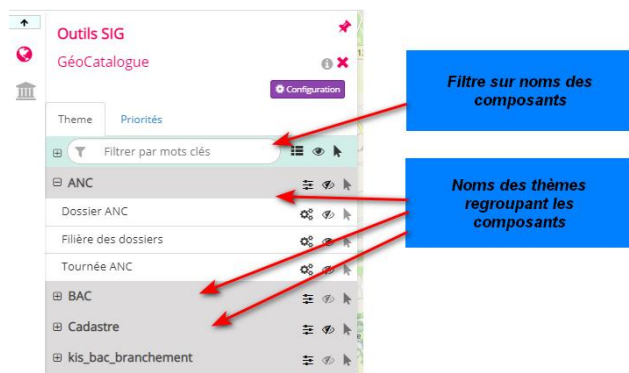 Outils SIG
GéoCatalogue
Configuration
Theme Priorités
Filtrer par mots clés
ANC
Dossier ANC
Filière des dossiers
Tournée ANC
BAC
Cadastre
kis_bac_branchement
Filtre sur noms des
composants
Noms des thèmes
regroupant les
composants